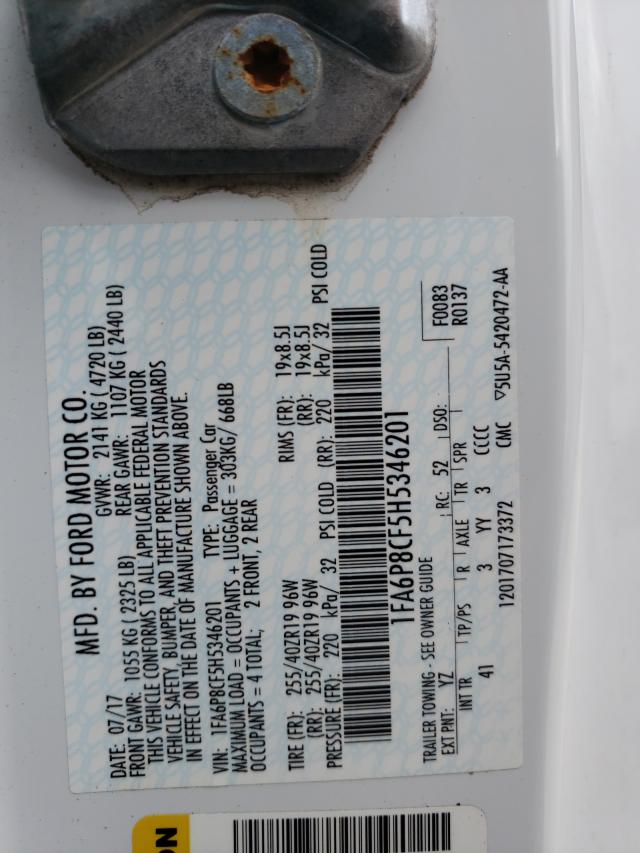 MFD. BY FORD MOTOR CO.
DATE: 07/17 GVWR: 2141 KG ( 4720 LB)
FRONT GAWR: 1055 KG ( 2325 LB) REAR GAWR: 1107 KG ( 2440 LB)
THIS VEHICLE CONFORMS TO ALL APPLICABLE FEDERAL MOTOR
VEHICLE SAFETY, BUMPER, AND THEFT PREVENTION STANDARDS
IN EFFECT ON THE DATE OF MANUFACTURE SHOWN ABOVE.
VIN: 1FA6P8CF5H5346201 TYPE: Passenger Car
MAXIMUM LOAD = OCCUPANTS + LUGGAGE = 303KG/ 668LB
OCCUPANTS = 4 TOTAL; 2 FRONT, 2 REAR
TIRE (FR): 255/40ZR19 96W RIMS (FR): 19x8.5J
(RR): 255/40ZR19 96W (RR): 19x8.5J
PRESSURE (FR): 220 kPa/ 32 PSI COLD (RR): 220 kPa/ 32 PSI COLD
1FA6P8CF5H5346201
TRAILER TOWING - SEE OWNER GUIDE F0083
EXT PNT: YZ RC: 52 DSO: R0137
INT TR TP/PS R AXLE TR SPR
41 3 YY 3 CCCC
1201707173372 CMC ▽5U5A-5420472-AA
ON